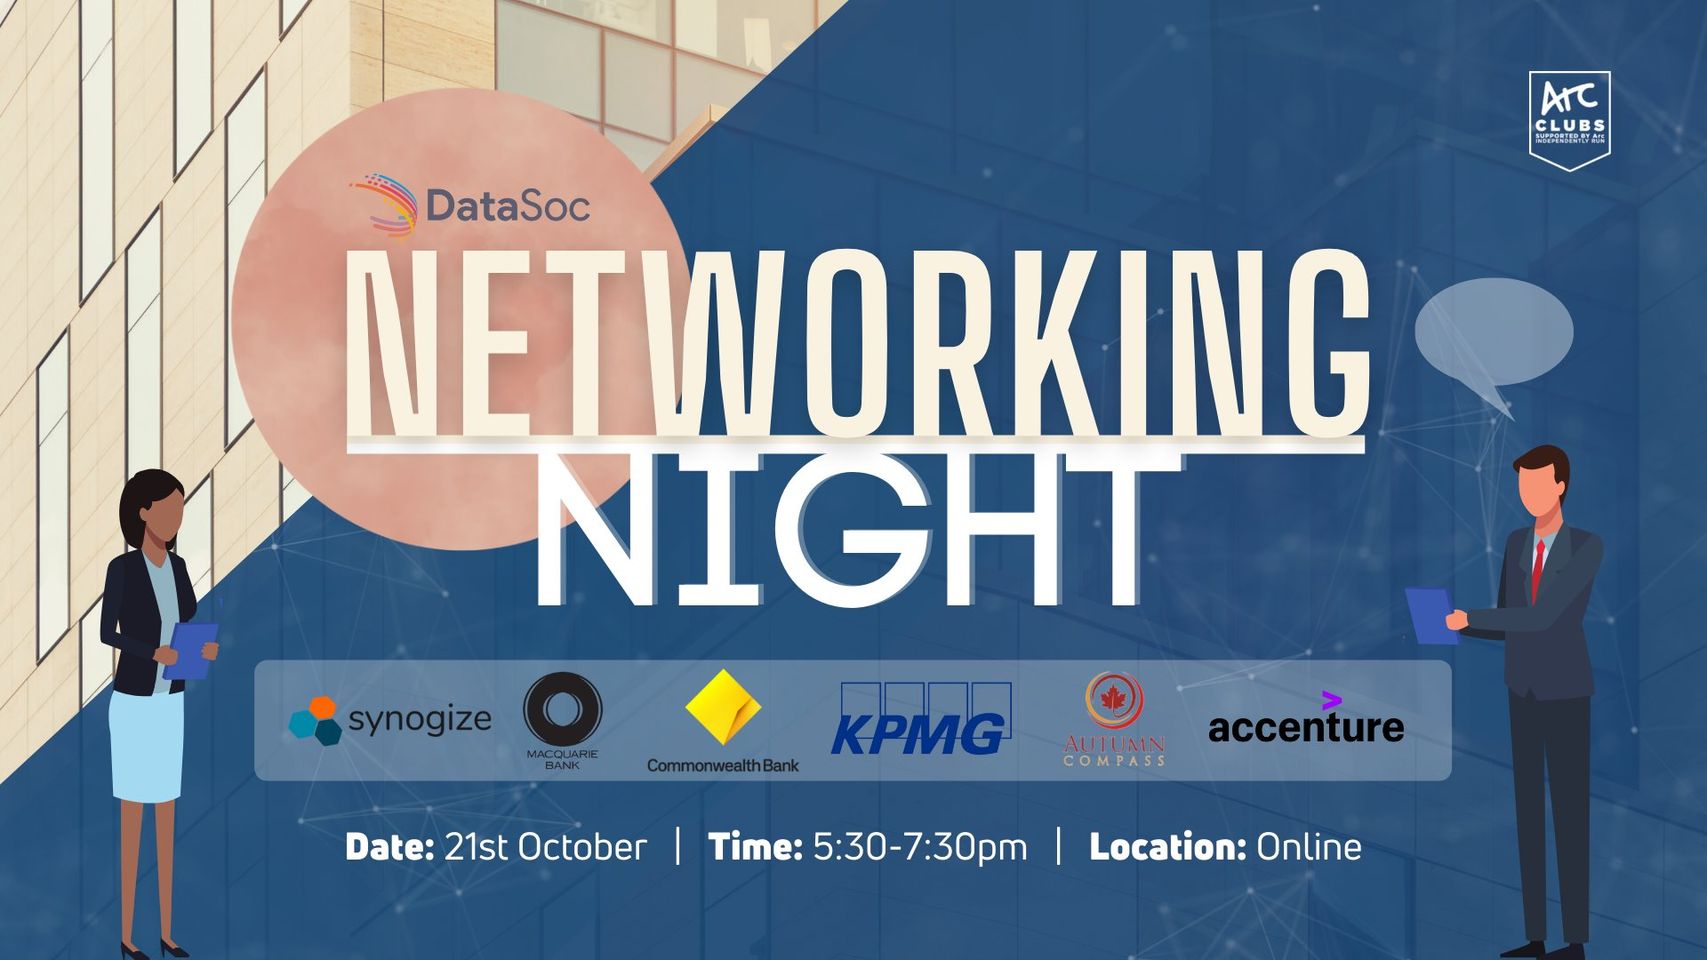 Arc
CLUBS
SUPPORTED BY Arc
INDEPENDENTLY RUN
DataSoc
NETWORKING
NIGHT
synogize
MACQUARIE
BANK
CommonwealthBank
KPMG
AUTUMN
COMPASS
accenture
Date: 21st October | Time: 5:30-7:30pm | Location: Online